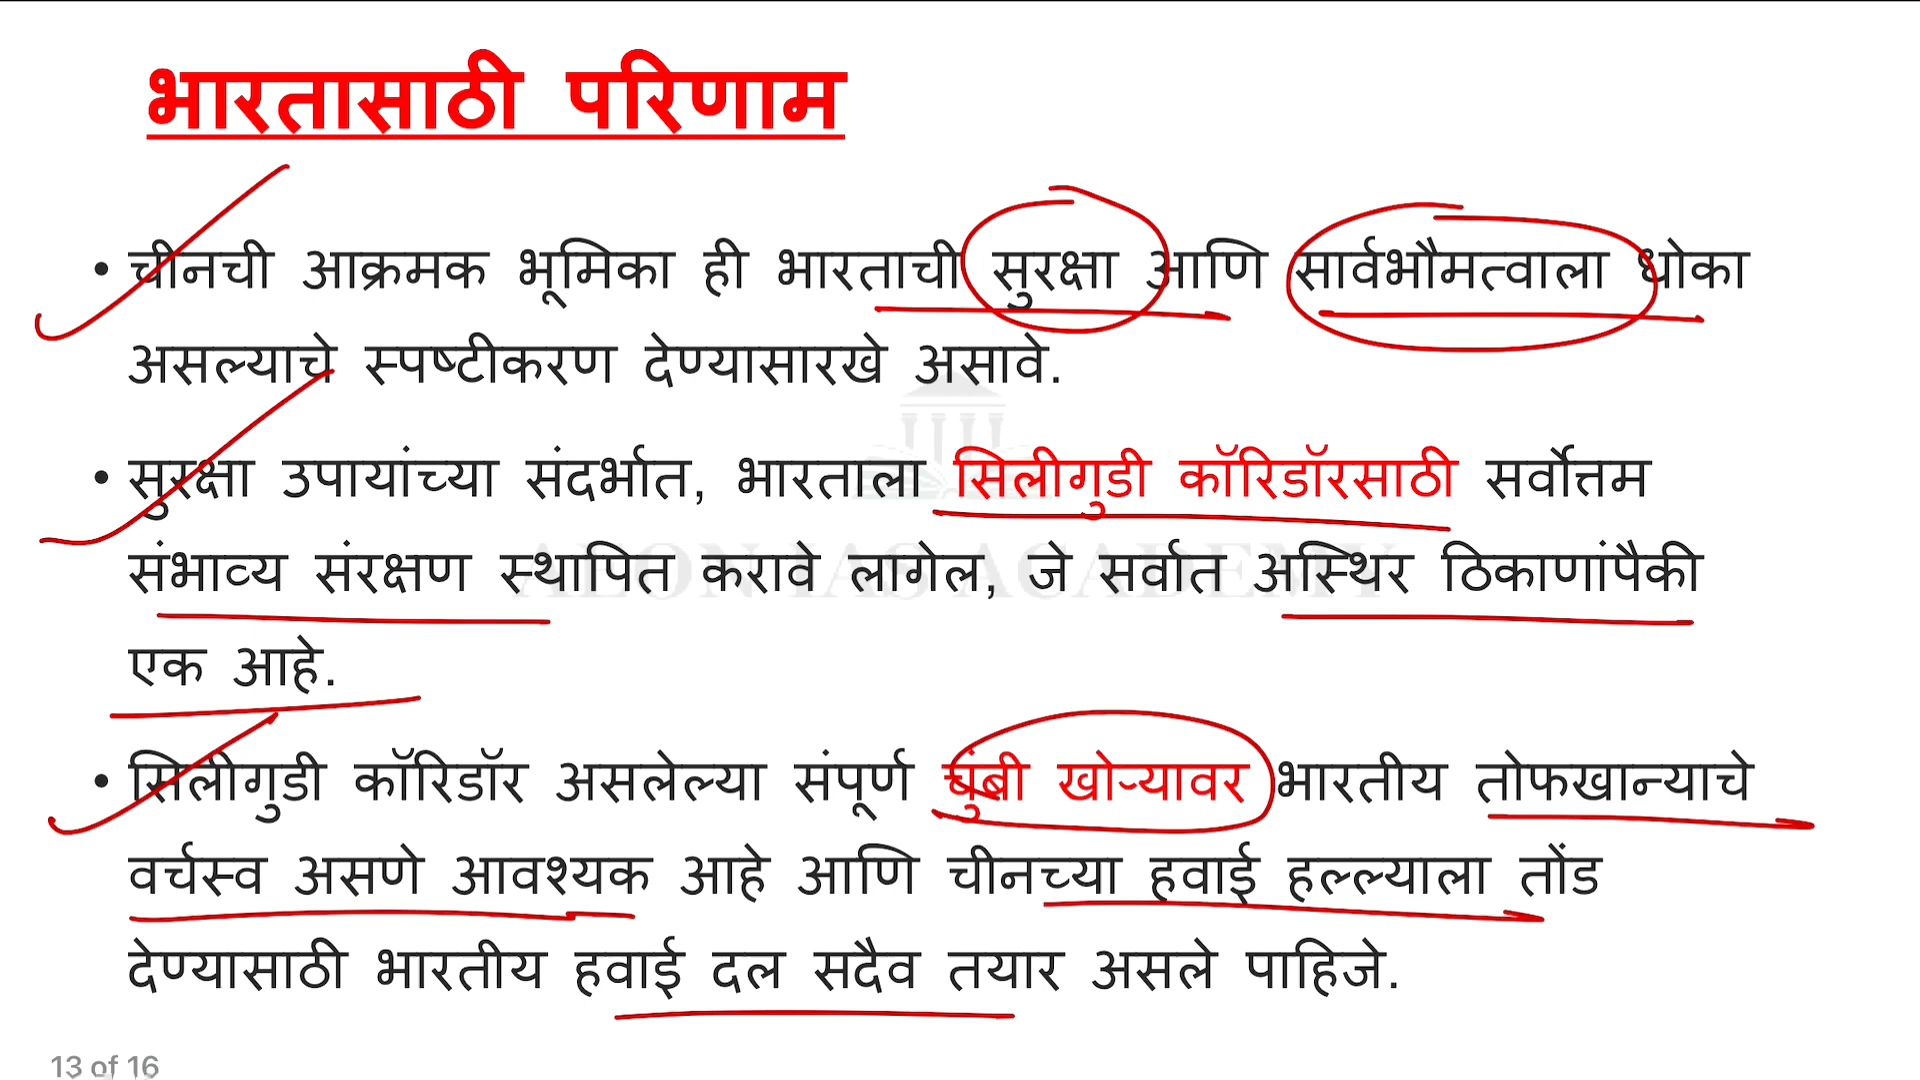 भारतासाठी परिणाम
• चीनची आक्रमक भूमिका ही भारताची सुरक्षा आणि सार्वभौमत्वाला धोका
असल्याचे स्पष्टीकरण देण्यासारखे असावे.
• सुरक्षा उपायांच्या संदर्भात, भारताला सिलीगुडी कॉरिडॉरसाठी सर्वोत्तम
संभाव्य संरक्षण स्थापित करावे लागेल, जे सर्वात अस्थिर ठिकाणांपैकी
एक आहे.
• सिलीगुडी कॉरिडॉर असलेल्या संपूर्ण चुंबी खोऱ्यावर भारतीय तोफखान्याचे
वर्चस्व असणे आवश्यक आहे आणि चीनच्या हवाई हल्ल्याला तोंड
देण्यासाठी भारतीय हवाई दल सदैव तयार असले पाहिजे.
13 of 16